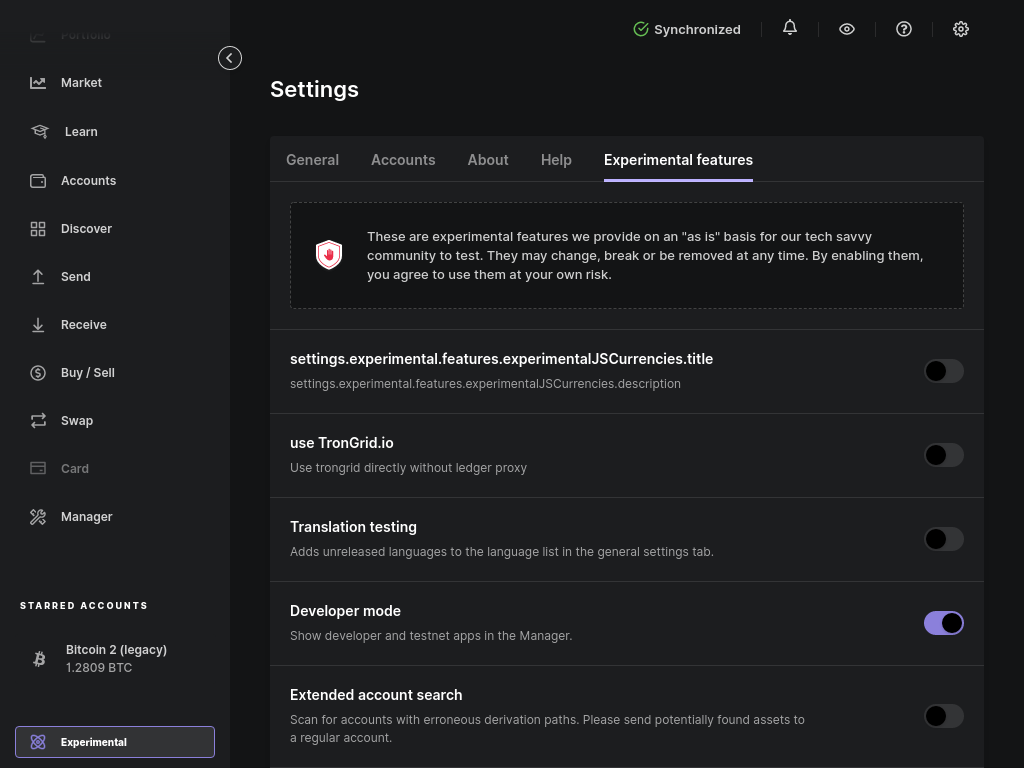 Portfolio
Market
Learn
Accounts
Discover
Send
Receive
Buy / Sell
Swap
Card
Manager
STARRED ACCOUNTS
Bitcoin 2 (legacy)
1.2809 BTC
Experimental
Synchronized
Settings
General Accounts About Help Experimental features
These are experimental features we provide on an "as is" basis for our tech savvy
community to test. They may change, break or be removed at any time. By enabling them,
you agree to use them at your own risk.
settings.experimental.features.experimentalJSCurrencies.title
settings.experimental.features.experimentalJSCurrencies.description
use TronGrid.io
Use trongrid directly without ledger proxy
Translation testing
Adds unreleased languages to the language list in the general settings tab.
Developer mode
Show developer and testnet apps in the Manager.
Extended account search
Scan for accounts with erroneous derivation paths. Please send potentially found assets to
a regular account.